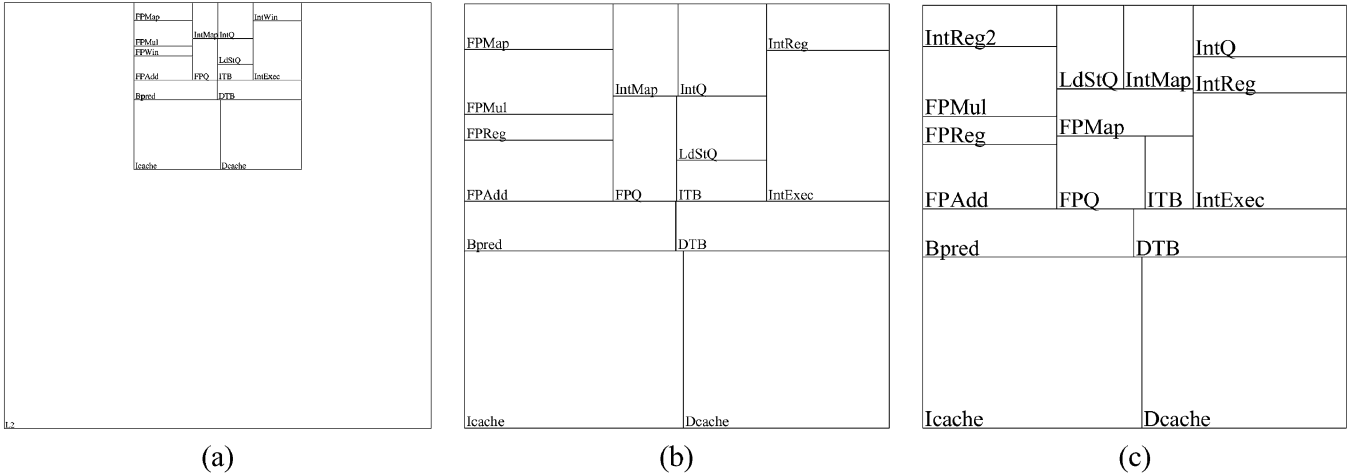 FPMap
IntWin
IntMap IntQ
FPMul
FPWin
LdStQ
FPAdd FPQ ITB IntExec
Bpred DTB
Icache Dcache
L2
(a)
FPMap IntReg
IntMap IntQ
FPMul
FPReg
LdStQ
FPAdd FPQ ITB IntExec
Bpred DTB
Icache Dcache
(b)
IntReg2 IntQ
LdStQ IntMap IntReg
FPMul
FPReg FPMap
FPAdd FPQ ITB IntExec
Bpred DTB
Icache Dcache
(c)